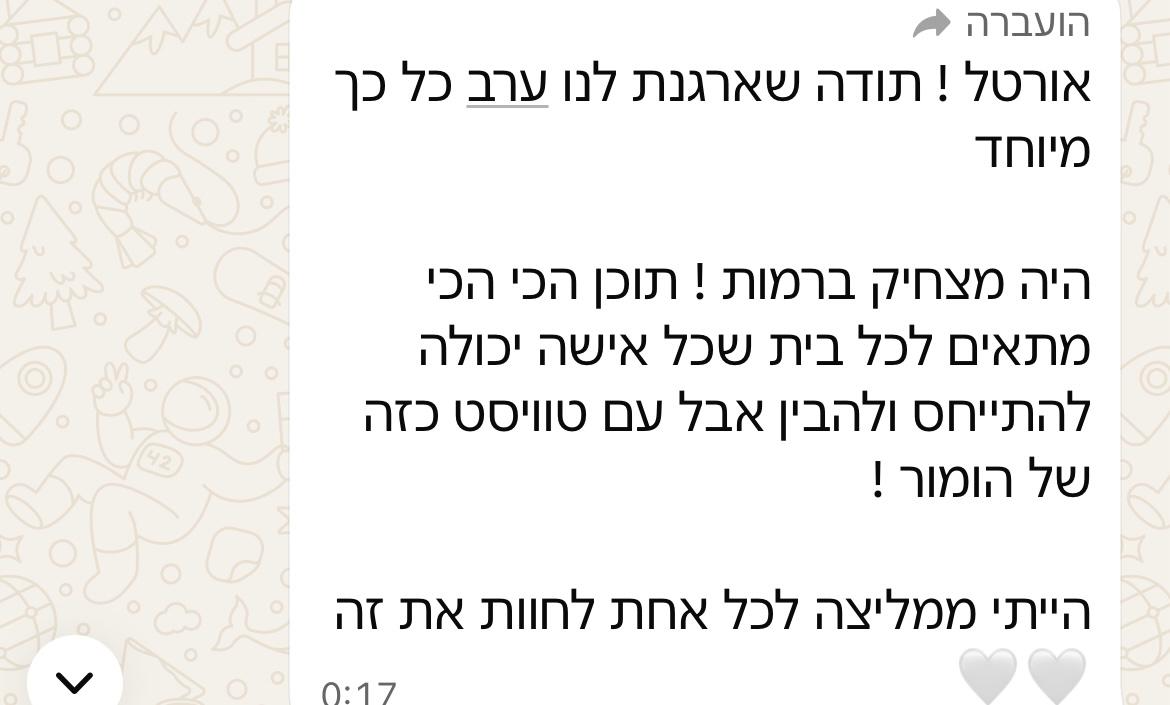 הועברה
אורטל ! תודה שארגנת לנו ערב כל כך
מיוחד
היה מצחיק ברמות ! תוכן הכי הכי
מתאים לכל בית שכל אישה יכולה
להתייחס ולהבין אבל עם טוויסט כזה
של הומור !
הייתי ממליצה לכל אחת לחוות את זה
🤍🤍
0:17
42